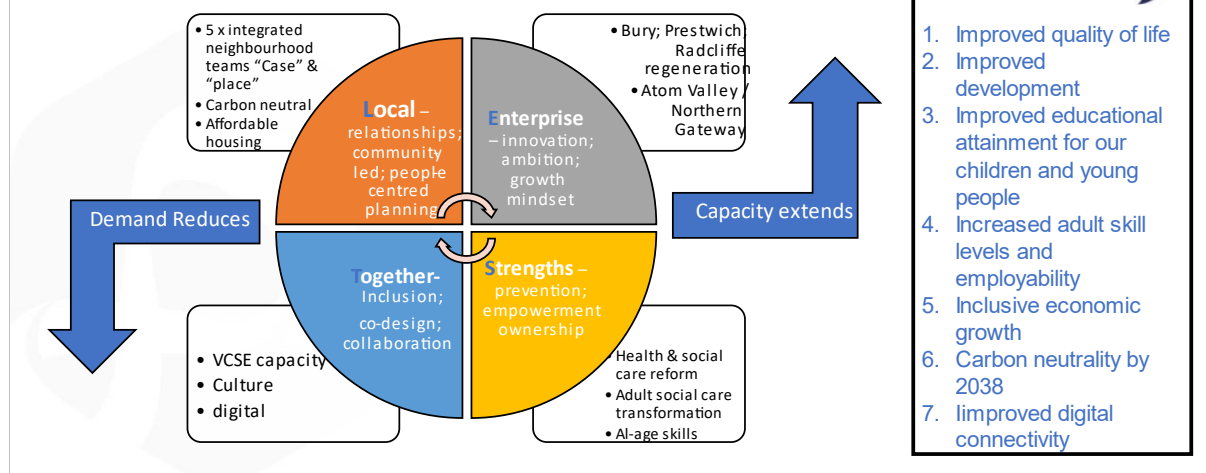 • 5 x integrated
neighbourhood
teams "Case" &
"place"
• Carbon neutral
• Affordable
housing
• Bury; Prestwich;
Radcliffe
regeneration
• Atom Valley /
Northern
Gateway
Local –
relationships;
community-
led; people-
centred
planning
Enterprise
– innovation;
ambition;
growth
mindset
Demand Reduces
Capacity extends
Together-
Inclusion;
co-design;
collaboration
Strengths –
prevention;
empowerment
ownership
• VCSE capacity
• Culture
• digital
• Health & social
care reform
• Adult social care
transformation
• AI-age skills
1. Improved quality of life
2. Improved
development
3. Improved educational
attainment for our
children and young
people
4. Increased adult skill
levels and
employability
5. Inclusive economic
growth
6. Carbon neutrality by
2038
7. Iimproved digital
connectivity